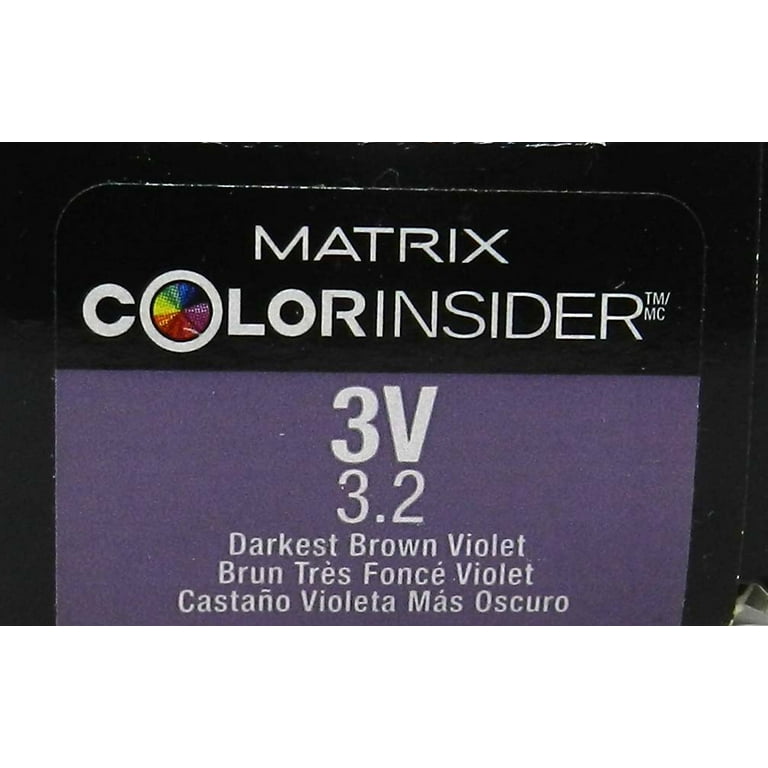 MATRIX
COLORINSIDER™/MC
3V
3.2
Darkest Brown Violet
Brun Très Foncé Violet
Castaño Violeta Más Oscuro